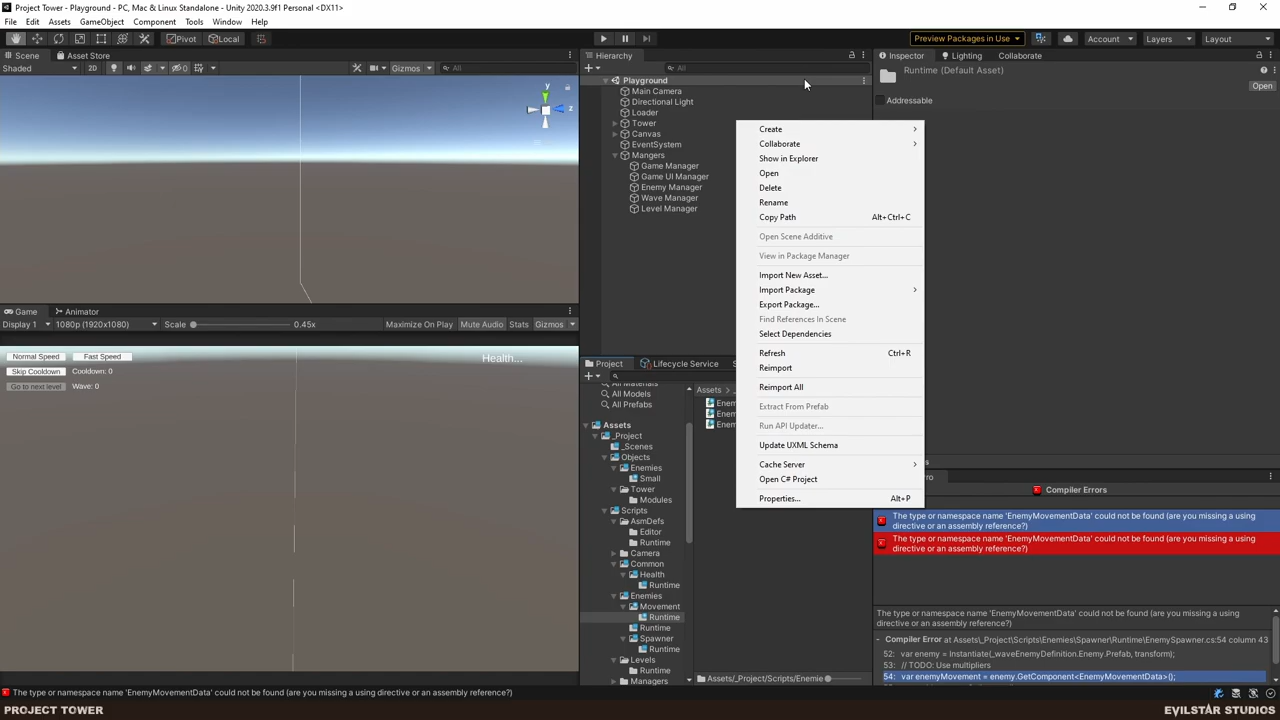 Project Tower - Playground - PC, Mac & Linux Standalone - Unity 2020.3.9f1 Personal <DX11>
File Edit Assets GameObject Component Tools Window Help
Pivot Local Preview Packages in Use Account Layers Layout
Scene Asset Store
Shaded 2D 0 Gizmos All
Hierarchy
All
Playground
Main Camera
Directional Light
Loader
Tower
Canvas
EventSystem
Mangers
Game Manager
Game UI Manager
Enemy Manager
Wave Manager
Level Manager
Inspector Lighting Collaborate
Runtime (Default Asset)
Open
Addressable
Create
Collaborate
Show in Explorer
Open
Delete
Rename
Copy Path Alt+Ctrl+C
Open Scene Additive
View in Package Manager
Import New Asset...
Import Package
Export Package...
Find References In Scene
Select Dependencies
Refresh Ctrl+R
Reimport
Reimport All
Extract From Prefab
Run API Updater...
Update UXML Schema
Cache Server
Open C# Project
Properties... Alt+P
Game Animator
Display 1 1080p (1920x1080) Scale 0.45x Maximize On Play Mute Audio Stats Gizmos
Normal Speed Fast Speed Health...
Skip Cooldown Cooldown: 0
Go to next level Wave: 0
Project Lifecycle Service
All Materials
All Models
All Prefabs
Assets
_Project
_Scenes
Objects
Enemies
Small
Tower
Modules
Scripts
AsmDefs
Editor
Runtime
Camera
Common
Health
Runtime
Enemies
Movement
Runtime
Runtime
Spawner
Runtime
Levels
Runtime
Managers
Assets >
Enem
Enem
Enem
Assets/_Project/Scripts/Enemie
Compiler Errors
The type or namespace name 'EnemyMovementData' could not be found (are you missing a using
directive or an assembly reference?)
The type or namespace name 'EnemyMovementData' could not be found (are you missing a using
directive or an assembly reference?)
The type or namespace name 'EnemyMovementData' could not be found (are you missing a using
directive or an assembly reference?)
Compiler Error at Assets\_Project\Scripts\Enemies\Spawner\Runtime\EnemySpawner.cs:54 column 43
52: var enemy = Instantiate(_waveEnemyDefinition.Enemy.Prefab, transform);
53: // TODO: Use multipliers
54: var enemyMovement = enemy.GetComponent<EnemyMovementData>();
The type or namespace name 'EnemyMovementData' could not be found (are you missing a using directive or an assembly reference?)
PROJECT TOWER EVILSTAR STUDIOS